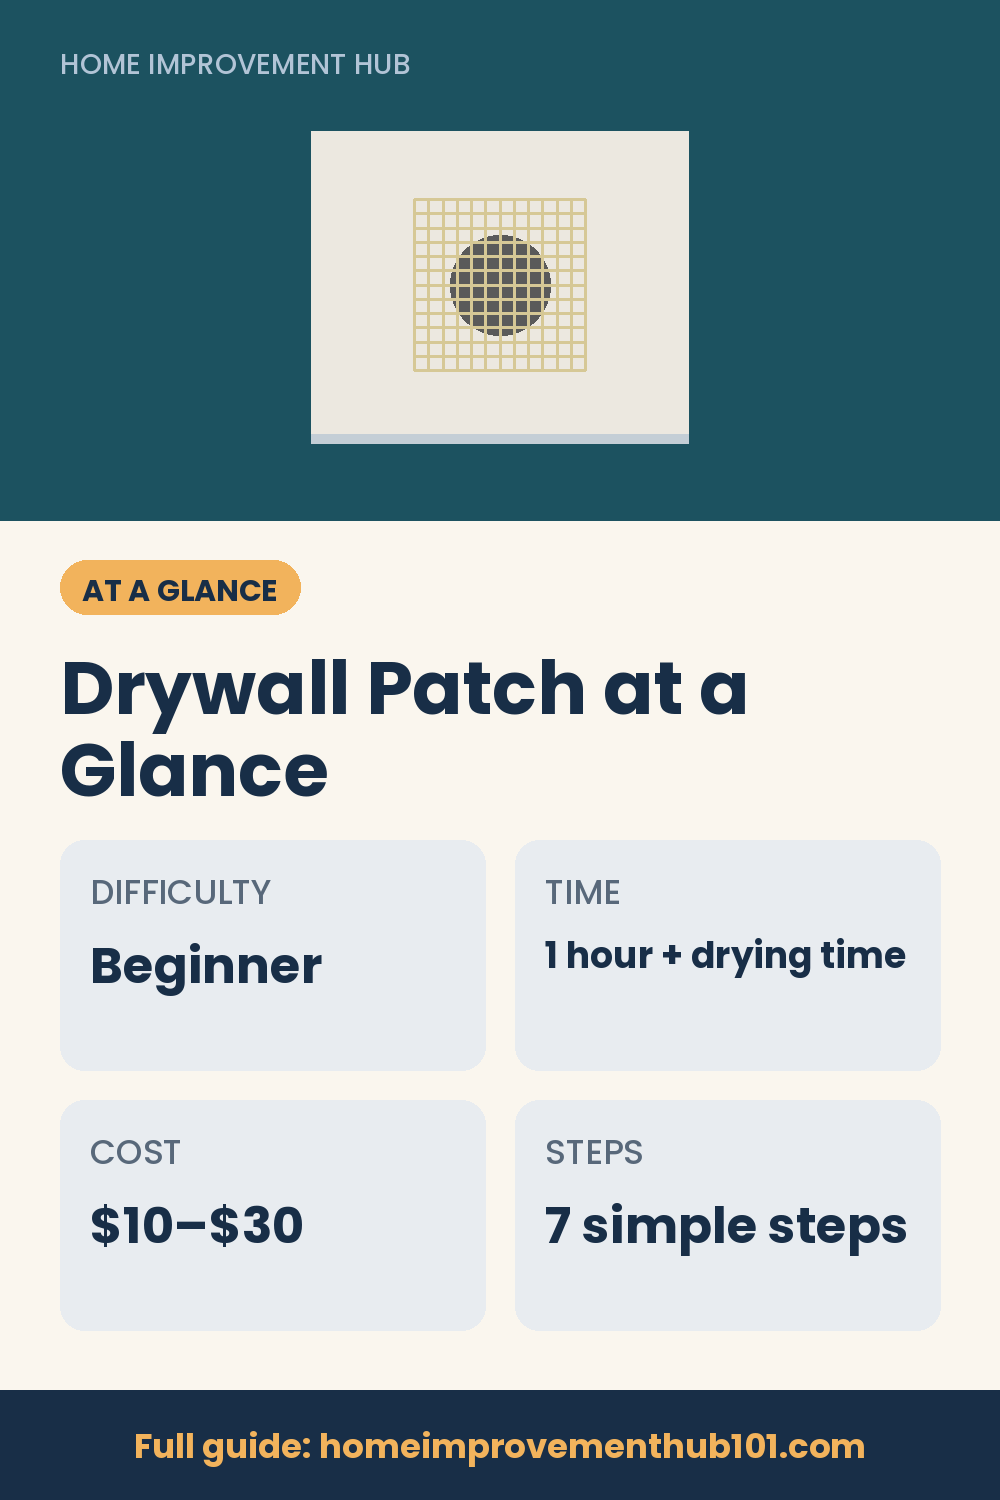 HOME IMPROVEMENT HUB
AT A GLANCE
Drywall Patch at a
Glance
DIFFICULTY
Beginner
TIME
1 hour + drying time
COST
$10–$30
STEPS
7 simple steps
Full guide: homeimprovementhub101.com